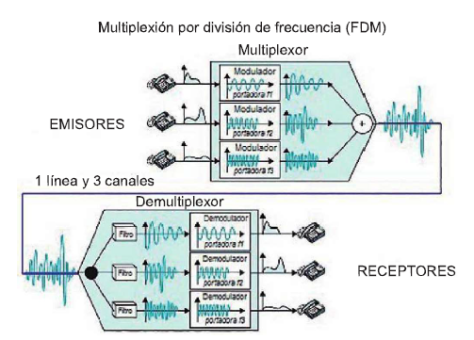 Multiplexión por división de frecuencia (FDM)
Multiplexor
Modulador
portadora f1
Modulador
portadora f2
Modulador
portadora f3
EMISORES
+
1 línea y 3 canales
Demultiplexor
Filtro
Demodulador
portadora f1
Filtro
Demodulador
portadora f2
Filtro
Demodulador
portadora f3
RECEPTORES